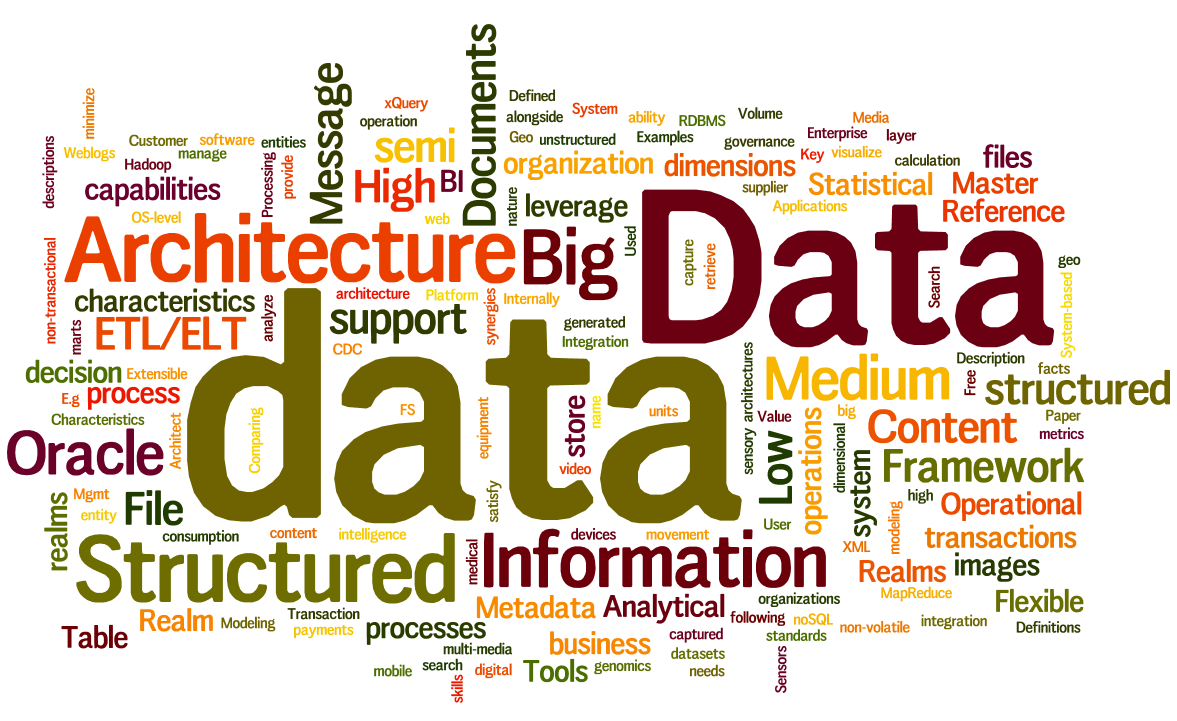 Documents
Message
xQuery
operation
minimize
Defined
alongside
System
ability
RDBMS
Volume
Media
Geo
unstructured
Examples
governance
Enterprise
layer
descriptions
Weblogs
Customer
software
entities
manage
Hadoop
Processing
provide
semi
organization
dimensions
Key
visualize
calculation
files
capabilities
High
BI
nature
leverage
supplier
Statistical
Master
OS-level
web
Used
Applications
Reference
Architecture
Big
Data
capture
retrieve
Search
geo
non-transactional
characteristics
analyze
architecture
Platform
synergies
Internally
System-based
marts
ETL/ELT
support
generated
Integration
CDC
data
architectures
Description
facts
decision
Extensible
Medium
Free
structured
E.g
process
Characteristics
Architect
Comparing
FS
equipment
store
name
units
sensory
Value
operations
big
dimensional
Content
Paper
metrics
Oracle
video
Low
system
Framework
realms
Mgmt
entity
File
satisfy
high
Operational
User
modeling
transactions
consumption
content
intelligence
devices
movement
XML
Structured
medical
Information
Realms
images
MapReduce
Flexible
Table
Realm
Modeling
Transaction
payments
processes
Metadata
Analytical
organizations
following
noSQL
standards
non-volatile
integration
Definitions
multi-media
business
captured
datasets
needs
mobile
search
skills
digital
Tools
genomics
Sensors